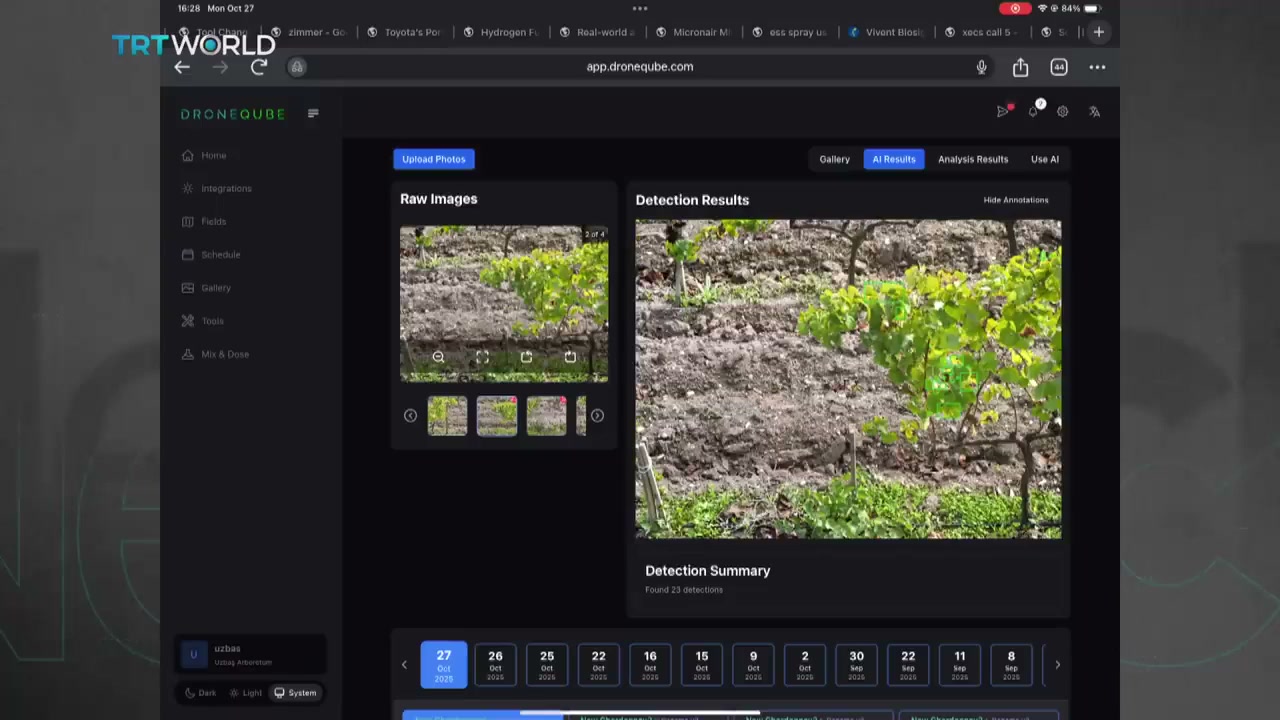 16:28 Mon Oct 27
84%
zimmer - Go
Toyota's Por
Hydrogen Fu
Real-world a
Micronair Mi
ess spray us
Vivent Biosig
xecs call 5 -
TRTWORLD
app.droneqube.com
44
DRONEQUBE
2
Home
Integrations
Fields
Schedule
Gallery
Tools
Mix & Dose
Upload Photos
Gallery
AI Results
Analysis Results
Use AI
Raw Images
2 of 4
Detection Results
Hide Annotations
Detection Summary
Found 23 detections
27 Oct 2025
26 Oct 2025
25 Oct 2025
22 Oct 2025
16 Oct 2025
15 Oct 2025
9 Oct 2025
2 Oct 2025
30 Sep 2025
22 Sep 2025
11 Sep 2025
8 Sep 2025
U
uzbas
Uzbaş Arboretum
Dark
Light
System